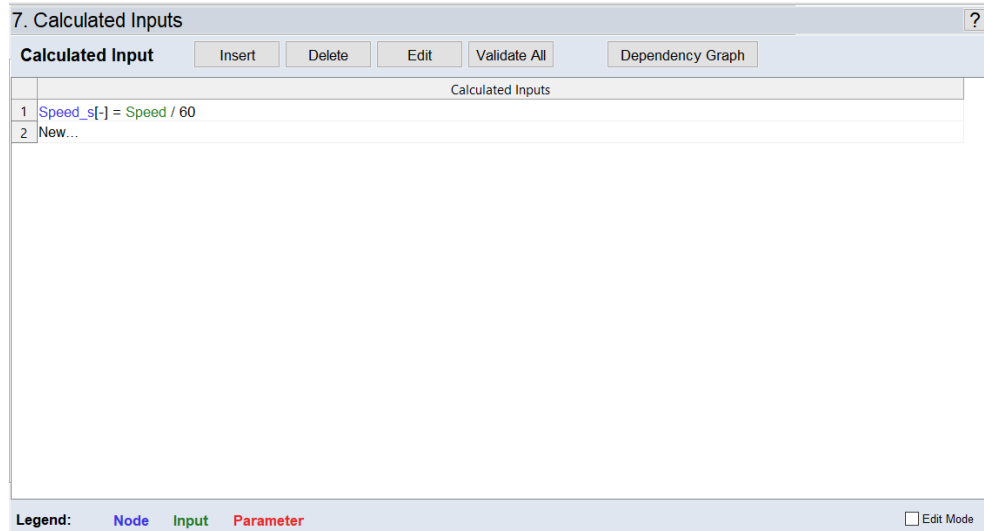 7. Calculated Inputs ?
Calculated Input Insert Delete Edit Validate All Dependency Graph
Calculated Inputs
1 Speed_s[-] = Speed / 60
2 New...
Legend: Node Input Parameter Edit Mode